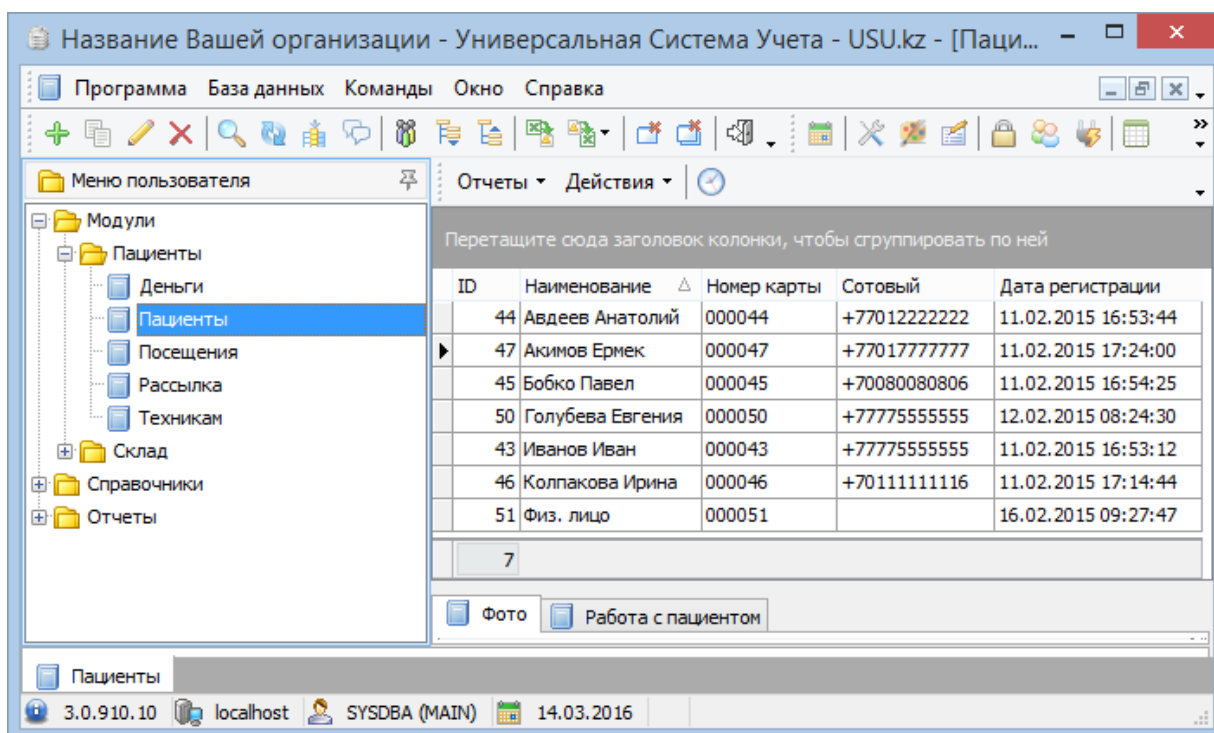 Название Вашей организации - Универсальная Система Учета - USU.kz - [Паци...
Программа База данных Команды Окно Справка
Меню пользователя
Отчеты Действия
Модули
Пациенты
Деньги
Пациенты
Посещения
Рассылка
Техникам
Склад
Справочники
Отчеты
Перетащите сюда заголовок колонки, чтобы сгруппировать по ней
ID Наименование Номер карты Сотовый Дата регистрации
44 Авдеев Анатолий 000044 +77012222222 11.02.2015 16:53:44
47 Акимов Ермек 000047 +77017777777 11.02.2015 17:24:00
45 Бобко Павел 000045 +70080080806 11.02.2015 16:54:25
50 Голубева Евгения 000050 +77775555555 12.02.2015 08:24:30
43 Иванов Иван 000043 +77775555555 11.02.2015 16:53:12
46 Колпакова Ирина 000046 +70111111116 11.02.2015 17:14:44
51 Физ. лицо 000051 16.02.2015 09:27:47
7
Фото Работа с пациентом
Пациенты
3.0.910.10 localhost SYSDBA (MAIN) 14.03.2016